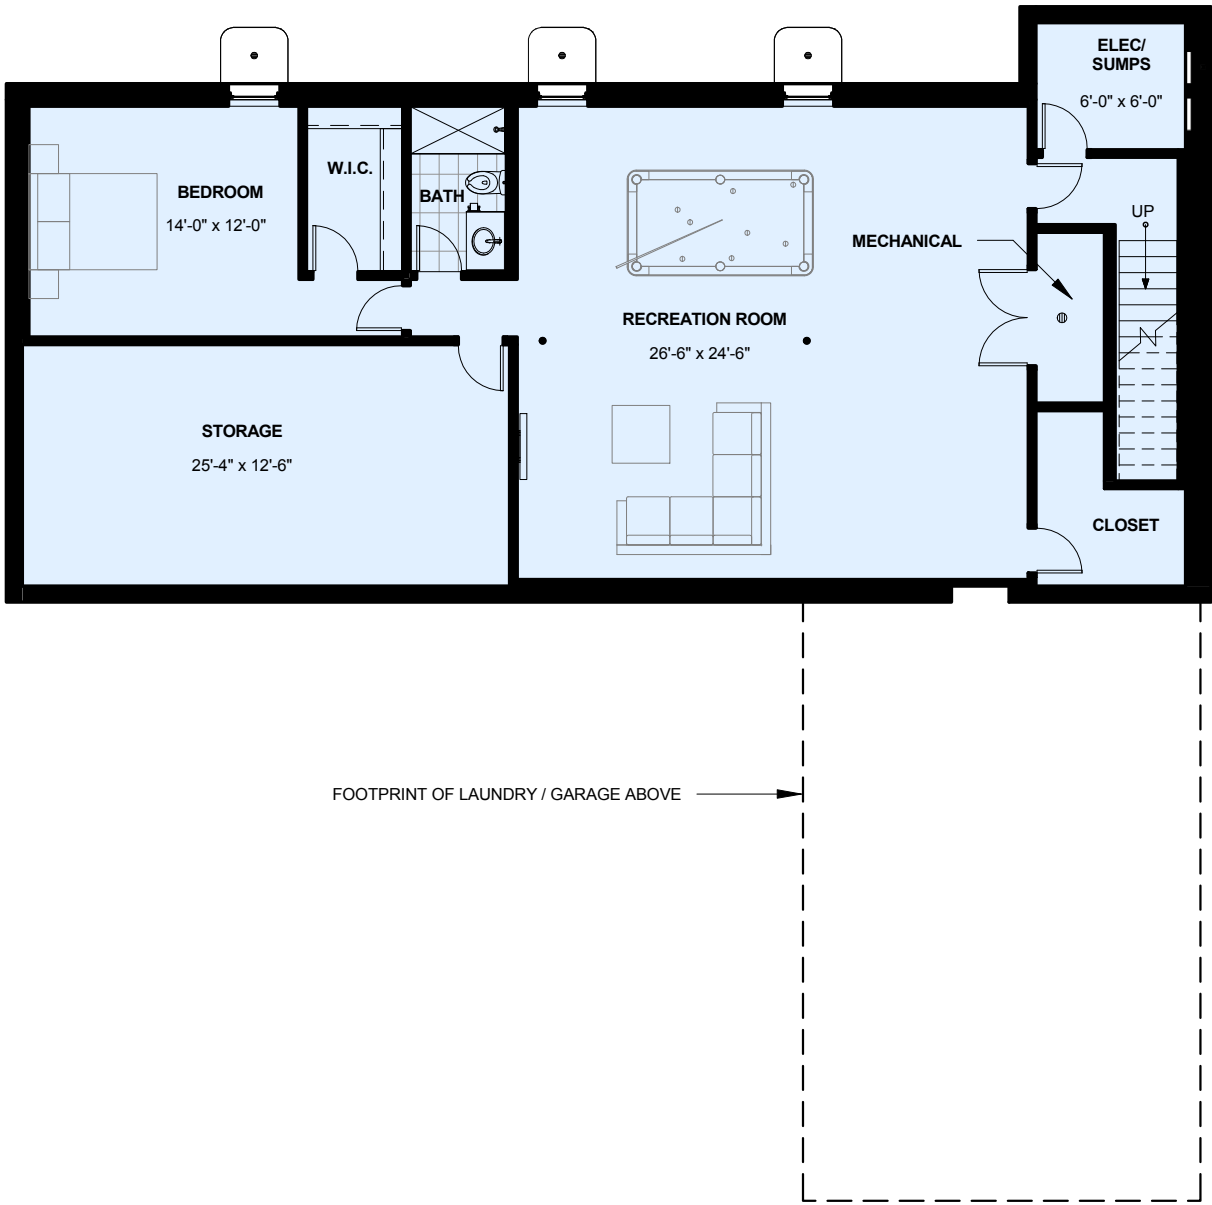 ELEC/
SUMPS
6'-0" x 6'-0"
W.I.C.
BEDROOM
14'-0" x 12'-0"
BATH
UP
MECHANICAL
RECREATION ROOM
26'-6" x 24'-6"
STORAGE
25'-4" x 12'-6"
CLOSET
FOOTPRINT OF LAUNDRY / GARAGE ABOVE